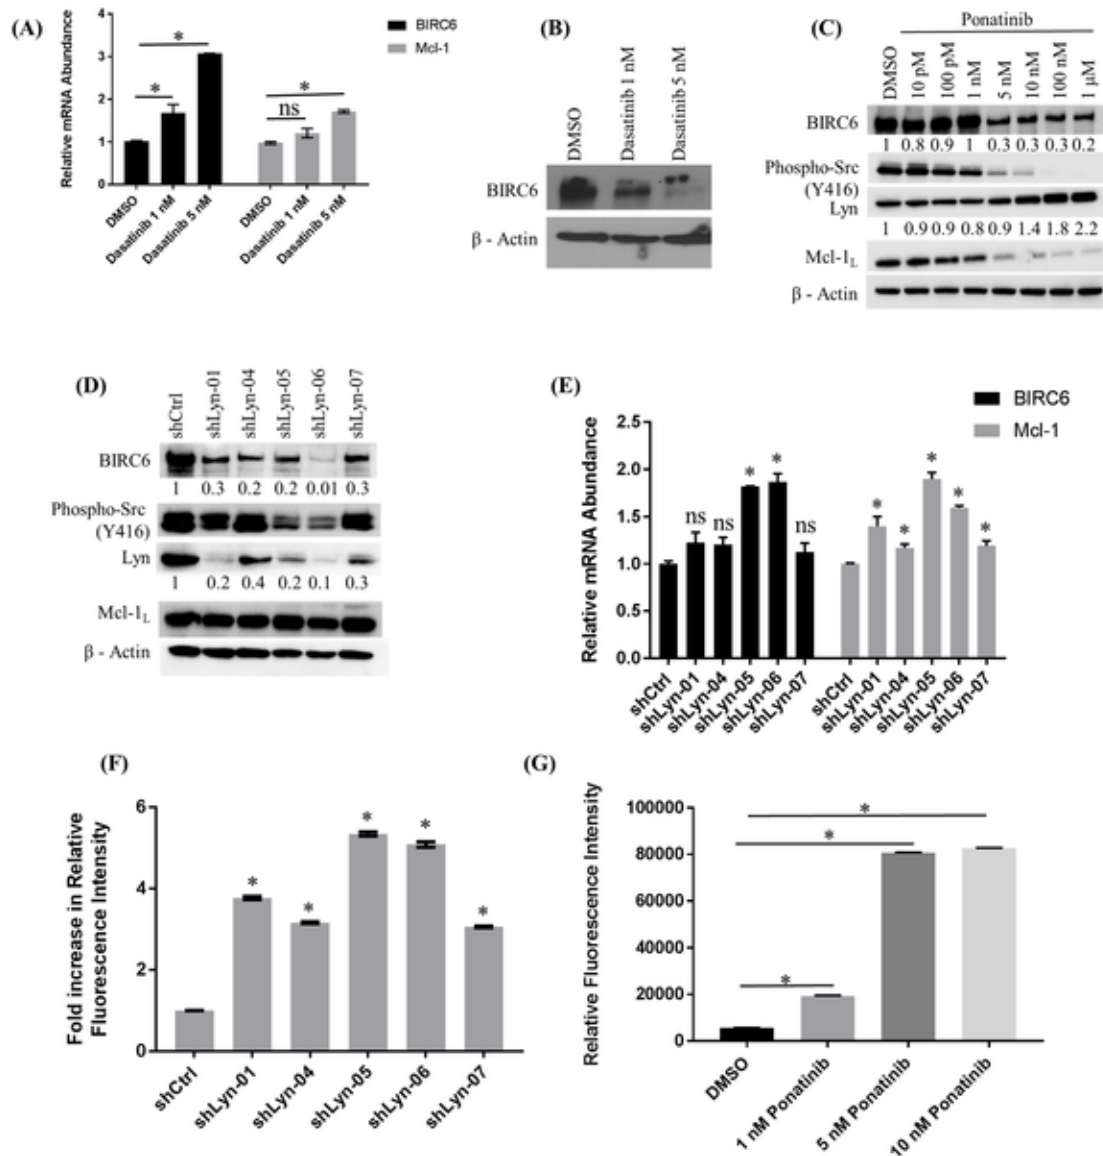 (A)
BIRC6
Mcl-1
Relative mRNA Abundance
4
3
2
1
0
* * ns *
DMSO
Dasatinib 1 nM
Dasatinib 5 nM
DMSO
Dasatinib 1 nM
Dasatinib 5 nM
(B)
DMSO
Dasatinib 1 nM
Dasatinib 5 nM
BIRC6
β - Actin
(C)
Ponatinib
DMSO
10 pM
100 pM
1 nM
5 nM
10 nM
100 nM
1 µM
BIRC6
1 0.8 0.9 1 0.3 0.3 0.3 0.2
Phospho-Src
(Y416)
Lyn
1 0.9 0.9 0.8 0.9 1.4 1.8 2.2
Mcl-1L
β - Actin
(D)
shCtrl
shLyn-01
shLyn-04
shLyn-05
shLyn-06
shLyn-07
BIRC6
1 0.3 0.2 0.2 0.01 0.3
Phospho-Src
(Y416)
Lyn
1 0.2 0.4 0.2 0.1 0.3
Mcl-1L
β - Actin
(E)
BIRC6
Mcl-1
Relative mRNA Abundance
2.5
2.0
1.5
1.0
0.5
0.0
ns ns * * ns * * * * *
shCtrl
shLyn-01
shLyn-04
shLyn-05
shLyn-06
shLyn-07
shCtrl
shLyn-01
shLyn-04
shLyn-05
shLyn-06
shLyn-07
(F)
Fold increase in Relative
Fluorescence Intensity
6
4
2
0
* * * * *
shCtrl
shLyn-01
shLyn-04
shLyn-05
shLyn-06
shLyn-07
(G)
Relative Fluorescence Intensity
100000
80000
60000
40000
20000
0
* * *
DMSO
1 nM Ponatinib
5 nM Ponatinib
10 nM Ponatinib